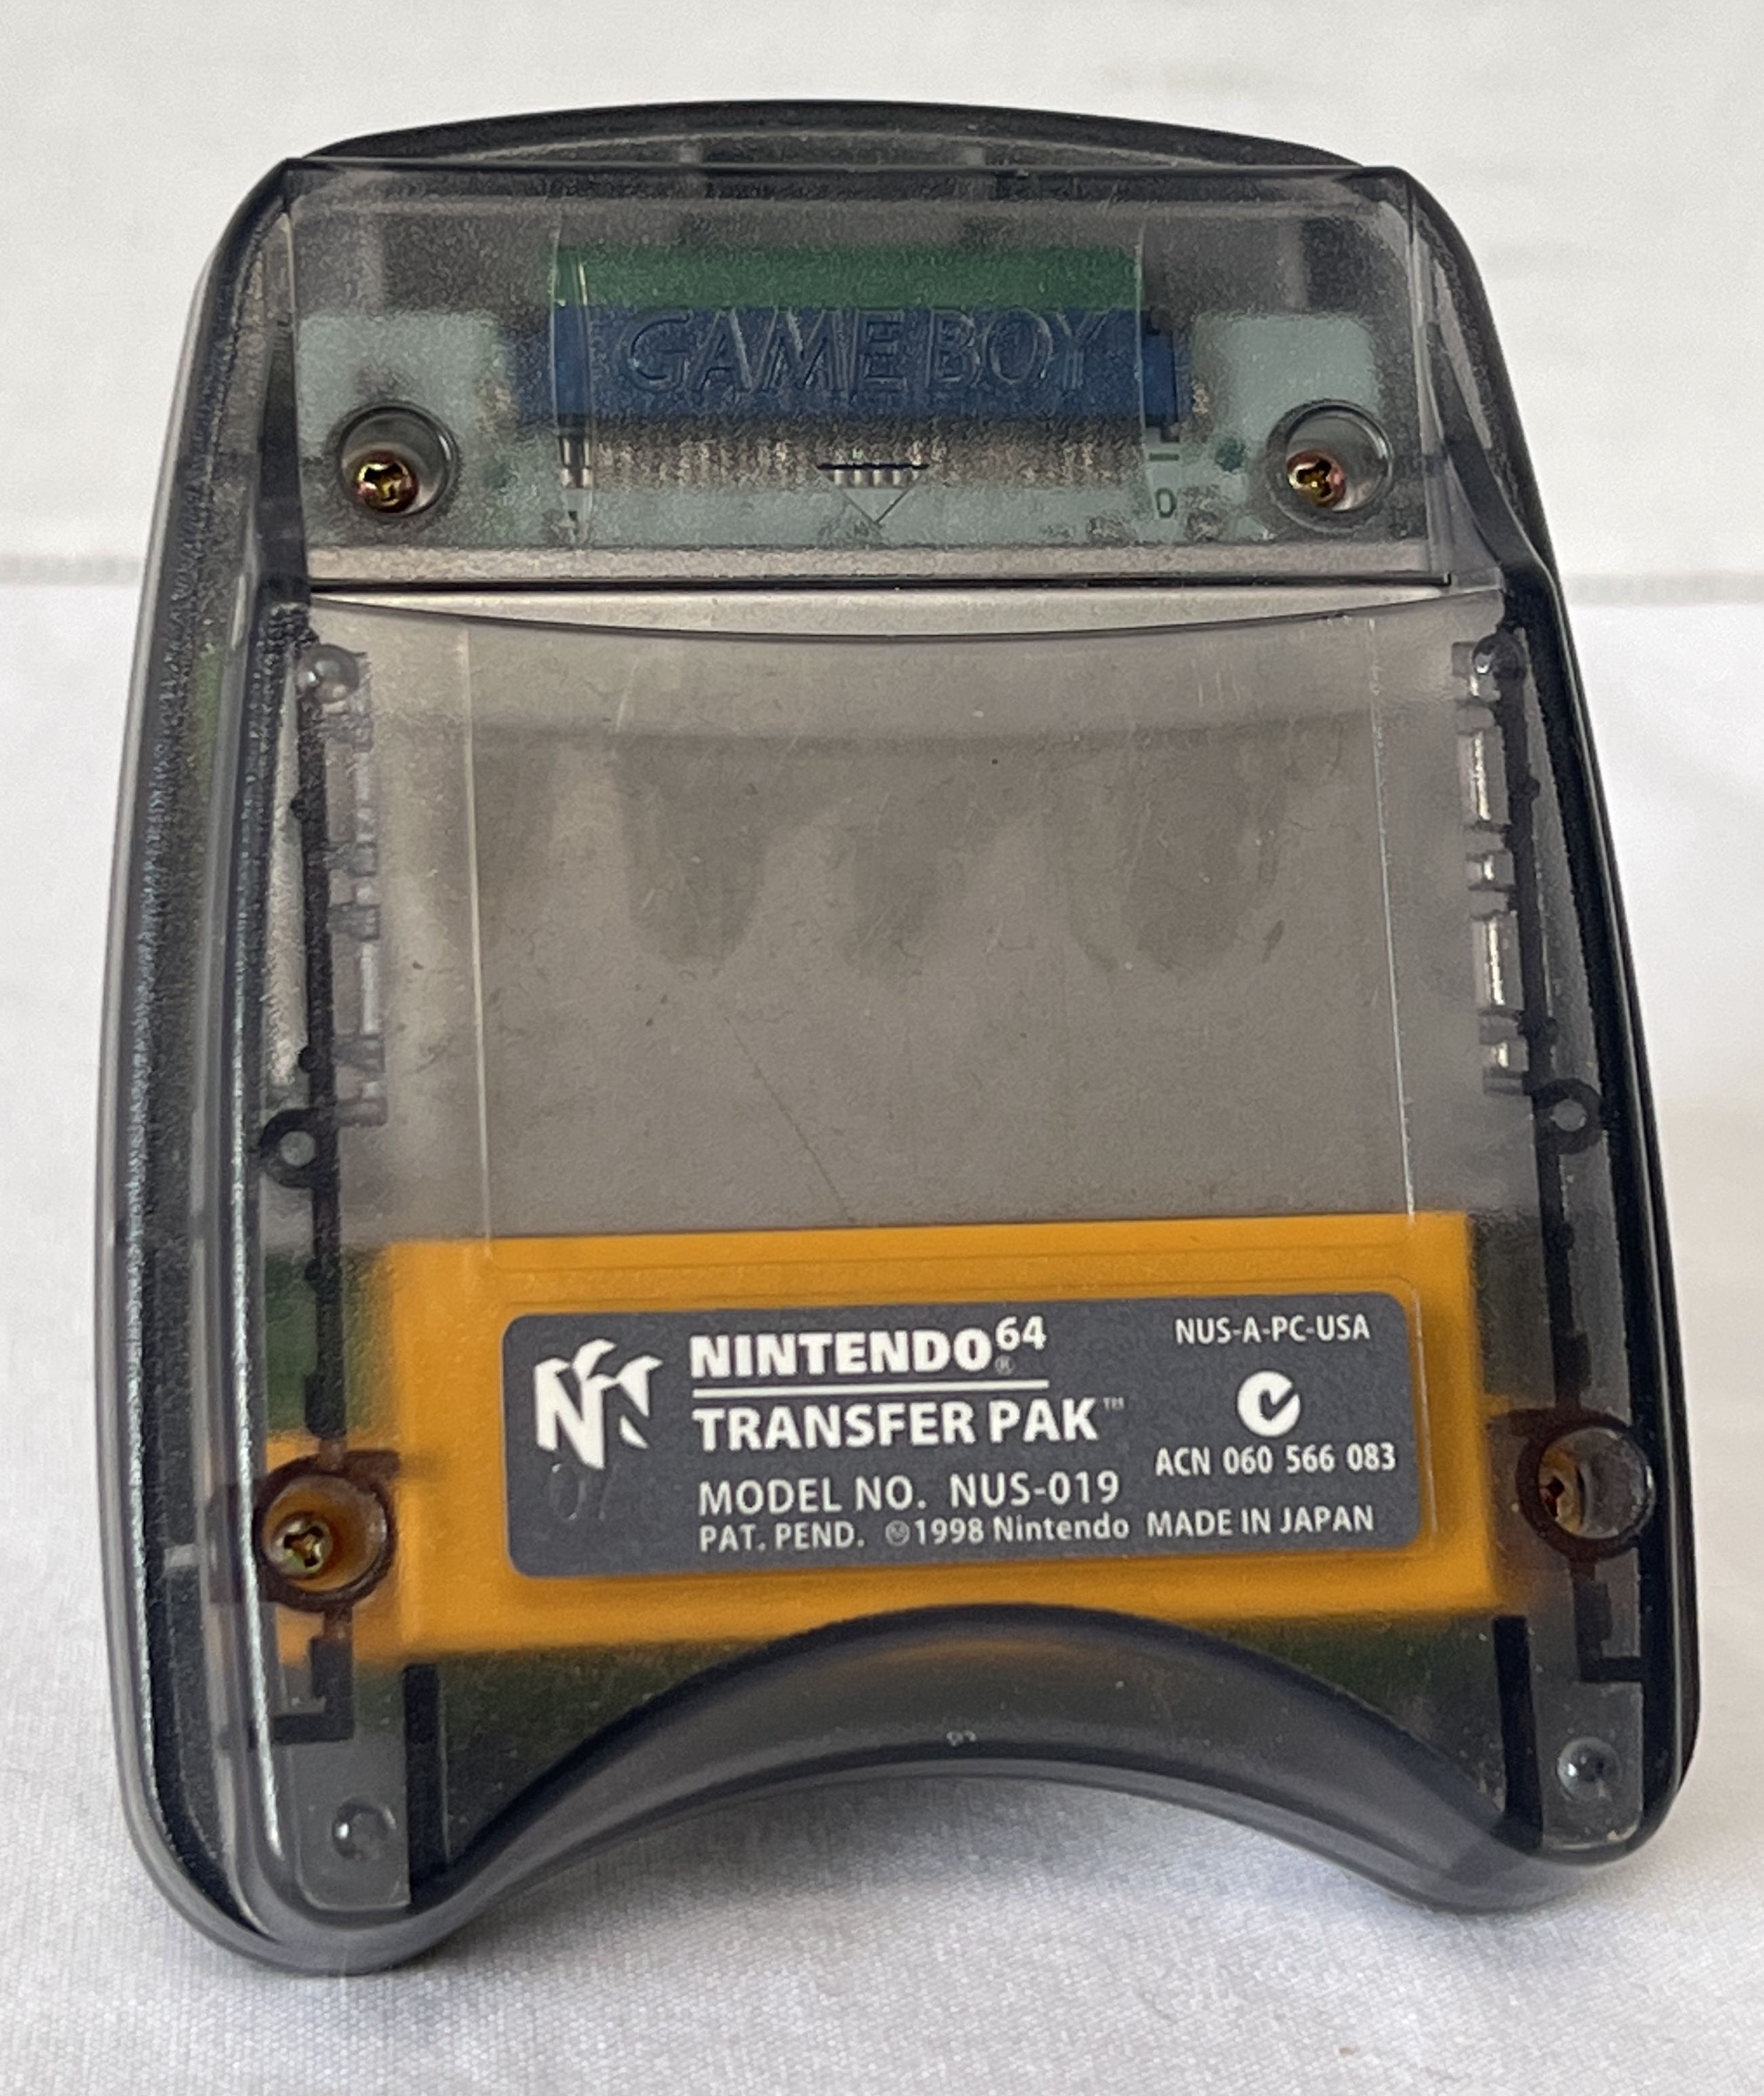 GAME BOY
NINTENDO⁶⁴®
TRANSFER PAK™
MODEL NO. NUS-019
PAT. PEND. Ⓜ1998 Nintendo MADE IN JAPAN
NUS-A-PC-USA
ACN 060 566 083